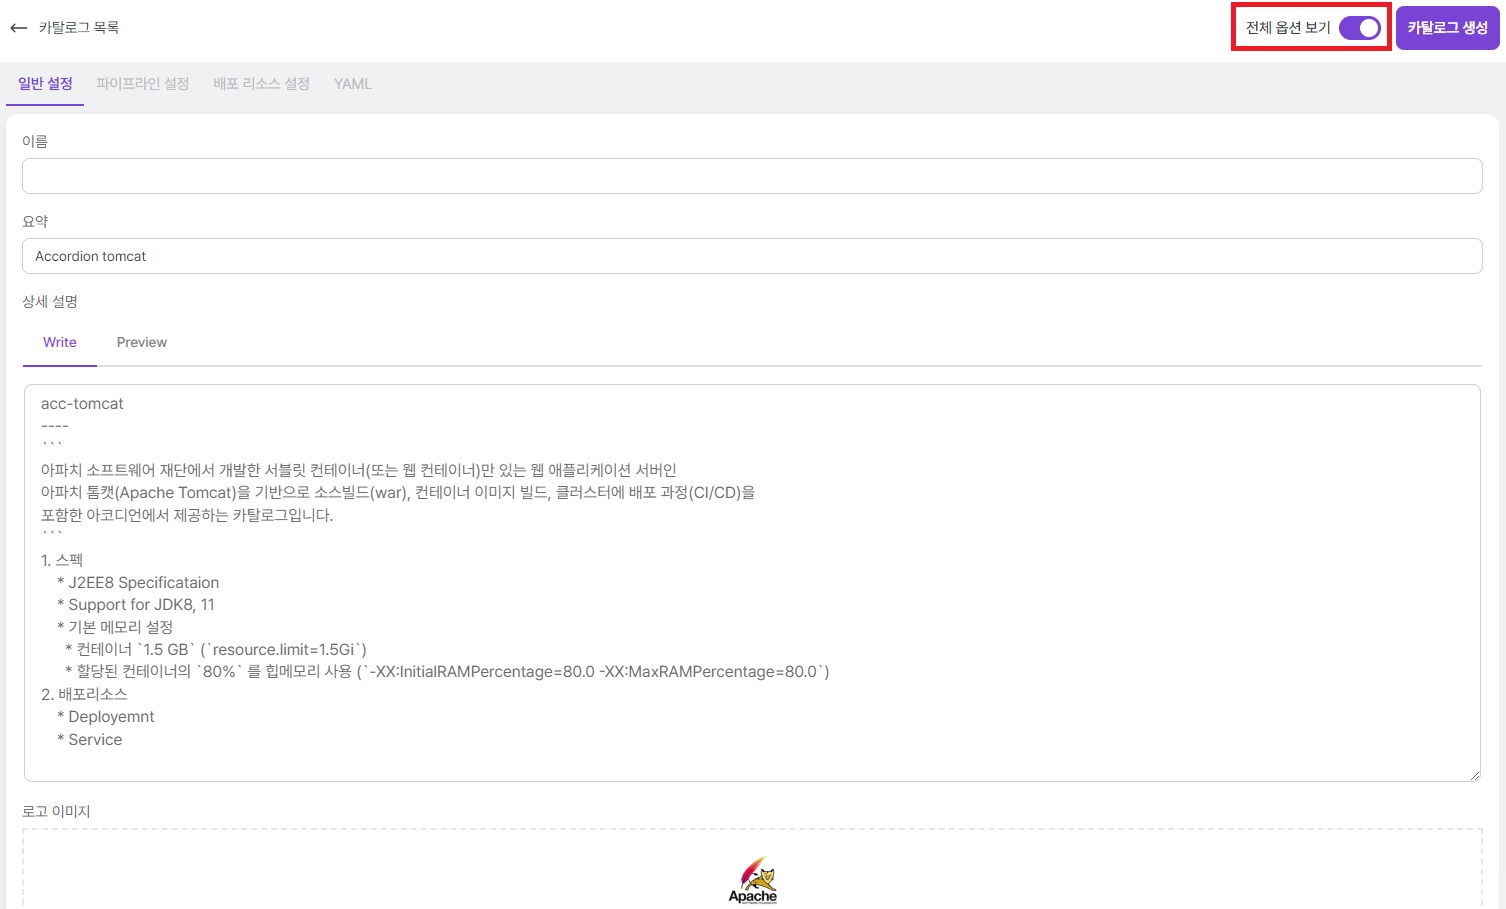 카탈로그 목록
전체 옵션 보기
카탈로그 생성
일반 설정
파이프라인 설정
배포 리소스 설정
YAML
이름
요약
Accordion tomcat
상세 설명
Write
Preview
acc-tomcat
----
```
아파치 소프트웨어 재단에서 개발한 서블릿 컨테이너(또는 웹 컨테이너)만 있는 웹 애플리케이션 서버인
아파치 톰캣(Apache Tomcat)을 기반으로 소스빌드(war), 컨테이너 이미지 빌드, 클러스터에 배포 과정(CI/CD)을
포함한 아코디언에서 제공하는 카탈로그입니다.
```
1. 스펙
* J2EE8 Specificataion
* Support for JDK8, 11
* 기본 메모리 설정
* 컨테이너 `1.5 GB` (`resource.limit=1.5Gi`)
* 할당된 컨테이너의 `80%` 를 힙메모리 사용 (`-XX:InitialRAMPercentage=80.0 -XX:MaxRAMPercentage=80.0`)
2. 배포리소스
* Deployemnt
* Service
로고 이미지
Apache